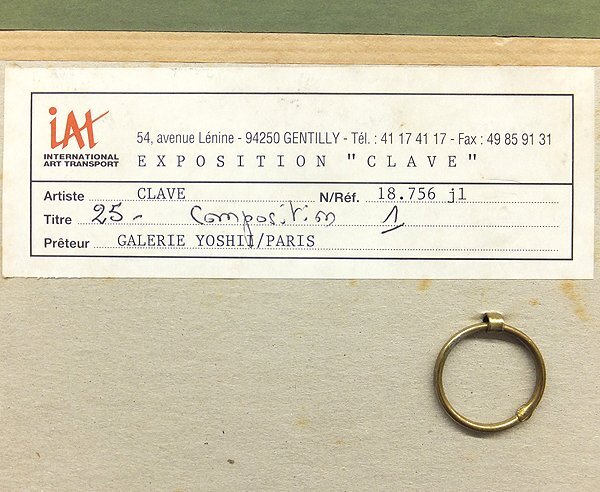 iAt
INTERNATIONAL
ART TRANSPORT
54, avenue Lénine - 94250 GENTILLY - Tél. : 41 17 41 17 - Fax : 49 85 91 31
EXPOSITION "CLAVE"
Artiste CLAVE N/Réf. 18.756 jl
Titre 25 - Composition 1
Prêteur GALERIE YOSHII/PARIS